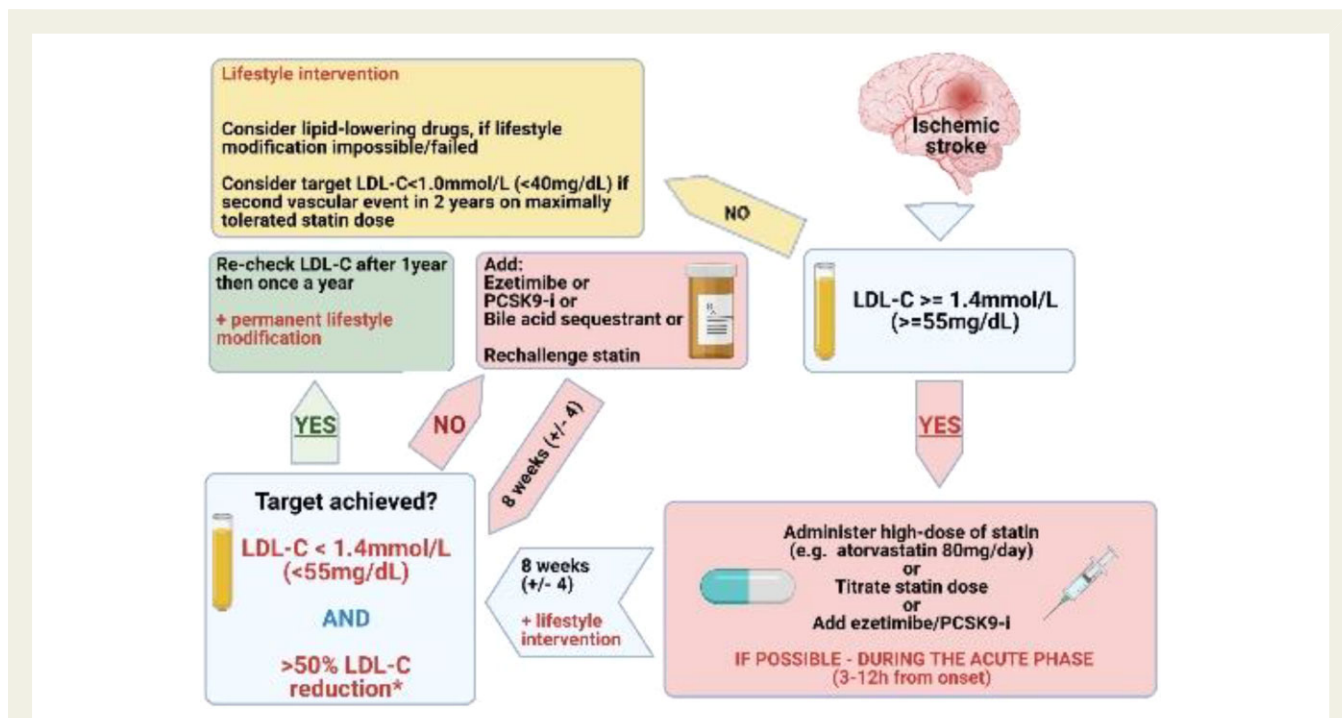 Lifestyle intervention
Consider lipid-lowering drugs, if lifestyle
modification impossible/failed
Consider target LDL-C<1.0mmol/L (<40mg/dL) if
second vascular event in 2 years on maximally
tolerated statin dose
Ischemic
stroke
NO
LDL-C >= 1.4mmol/L
(>=55mg/dL)
Re-check LDL-C after 1year
then once a year
+ permanent lifestyle
modification
Add:
Ezetimibe or
PCSK9-i or
Bile acid sequestrant or
Rechallenge statin
YES
NO
8 weeks (+/- 4)
YES
Target achieved?
LDL-C < 1.4mmol/L
(<55mg/dL)
AND
>50% LDL-C
reduction*
8 weeks
(+/- 4)
+ lifestyle
intervention
Administer high-dose of statin
(e.g. atorvastatin 80mg/day)
or
Titrate statin dose
or
Add ezetimibe/PCSK9-i
IF POSSIBLE - DURING THE ACUTE PHASE
(3-12h from onset)